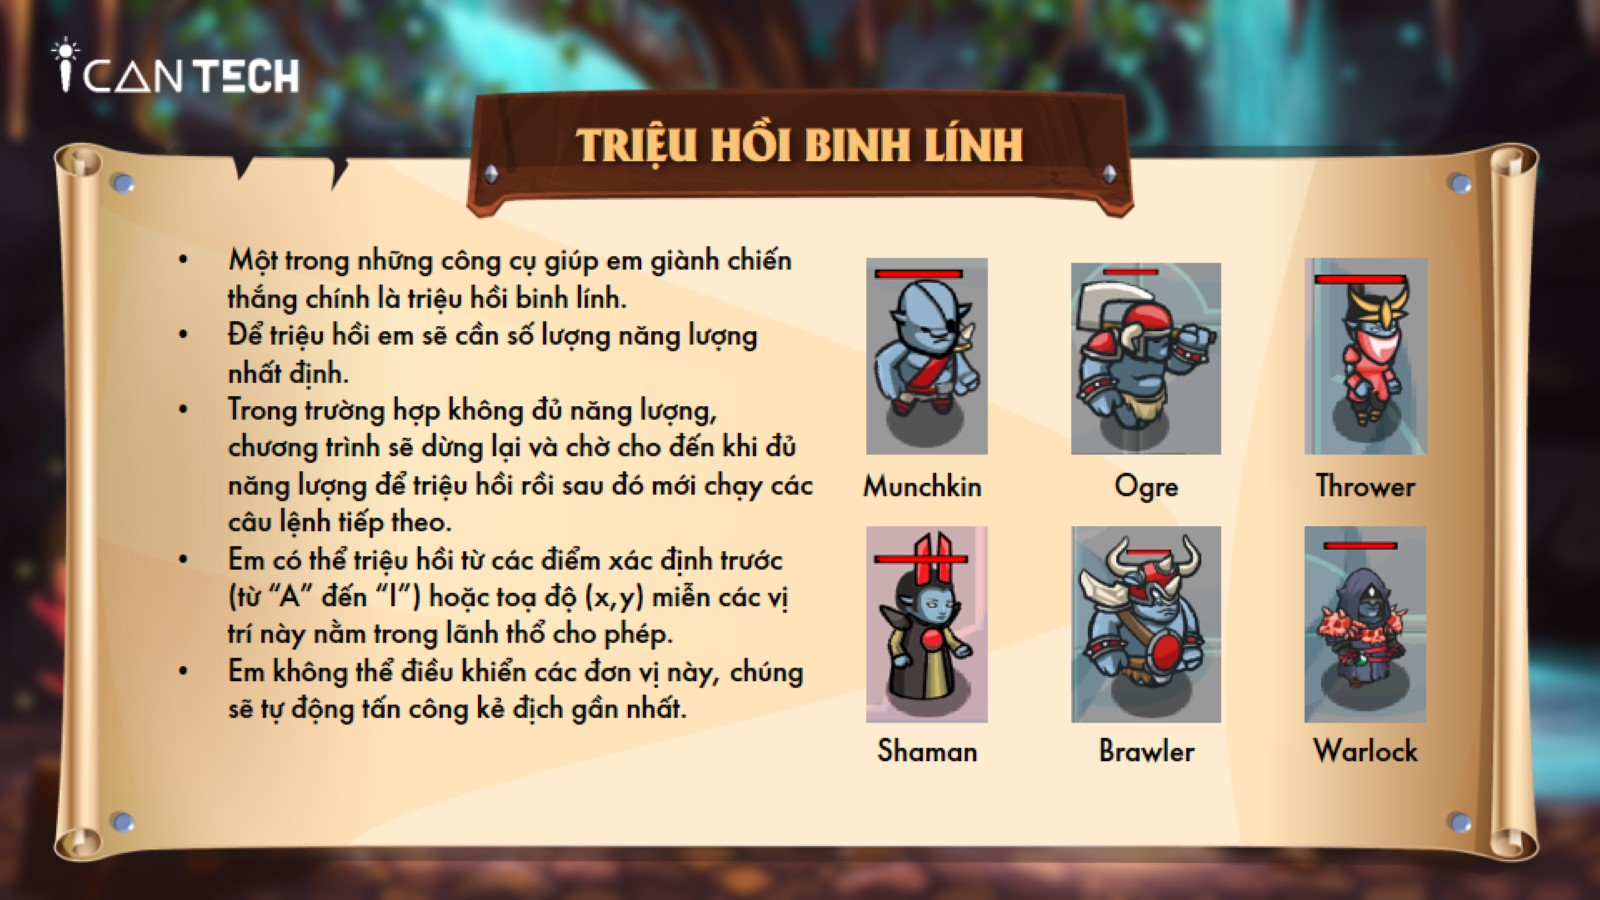 iCANTECH
TRIỆU HỒI BINH LÍNH
• Một trong những công cụ giúp em giành chiến
thắng chính là triệu hồi binh lính.
• Để triệu hồi em sẽ cần số lượng năng lượng
nhất định.
• Trong trường hợp không đủ năng lượng,
chương trình sẽ dừng lại và chờ cho đến khi đủ
năng lượng để triệu hồi rồi sau đó mới chạy các
câu lệnh tiếp theo.
• Em có thể triệu hồi từ các điểm xác định trước
(từ “A” đến “I”) hoặc toạ độ (x,y) miễn các vị
trí này nằm trong lãnh thổ cho phép.
• Em không thể điều khiển các đơn vị này, chúng
sẽ tự động tấn công kẻ địch gần nhất.
Munchkin
Ogre
Thrower
Shaman
Brawler
Warlock